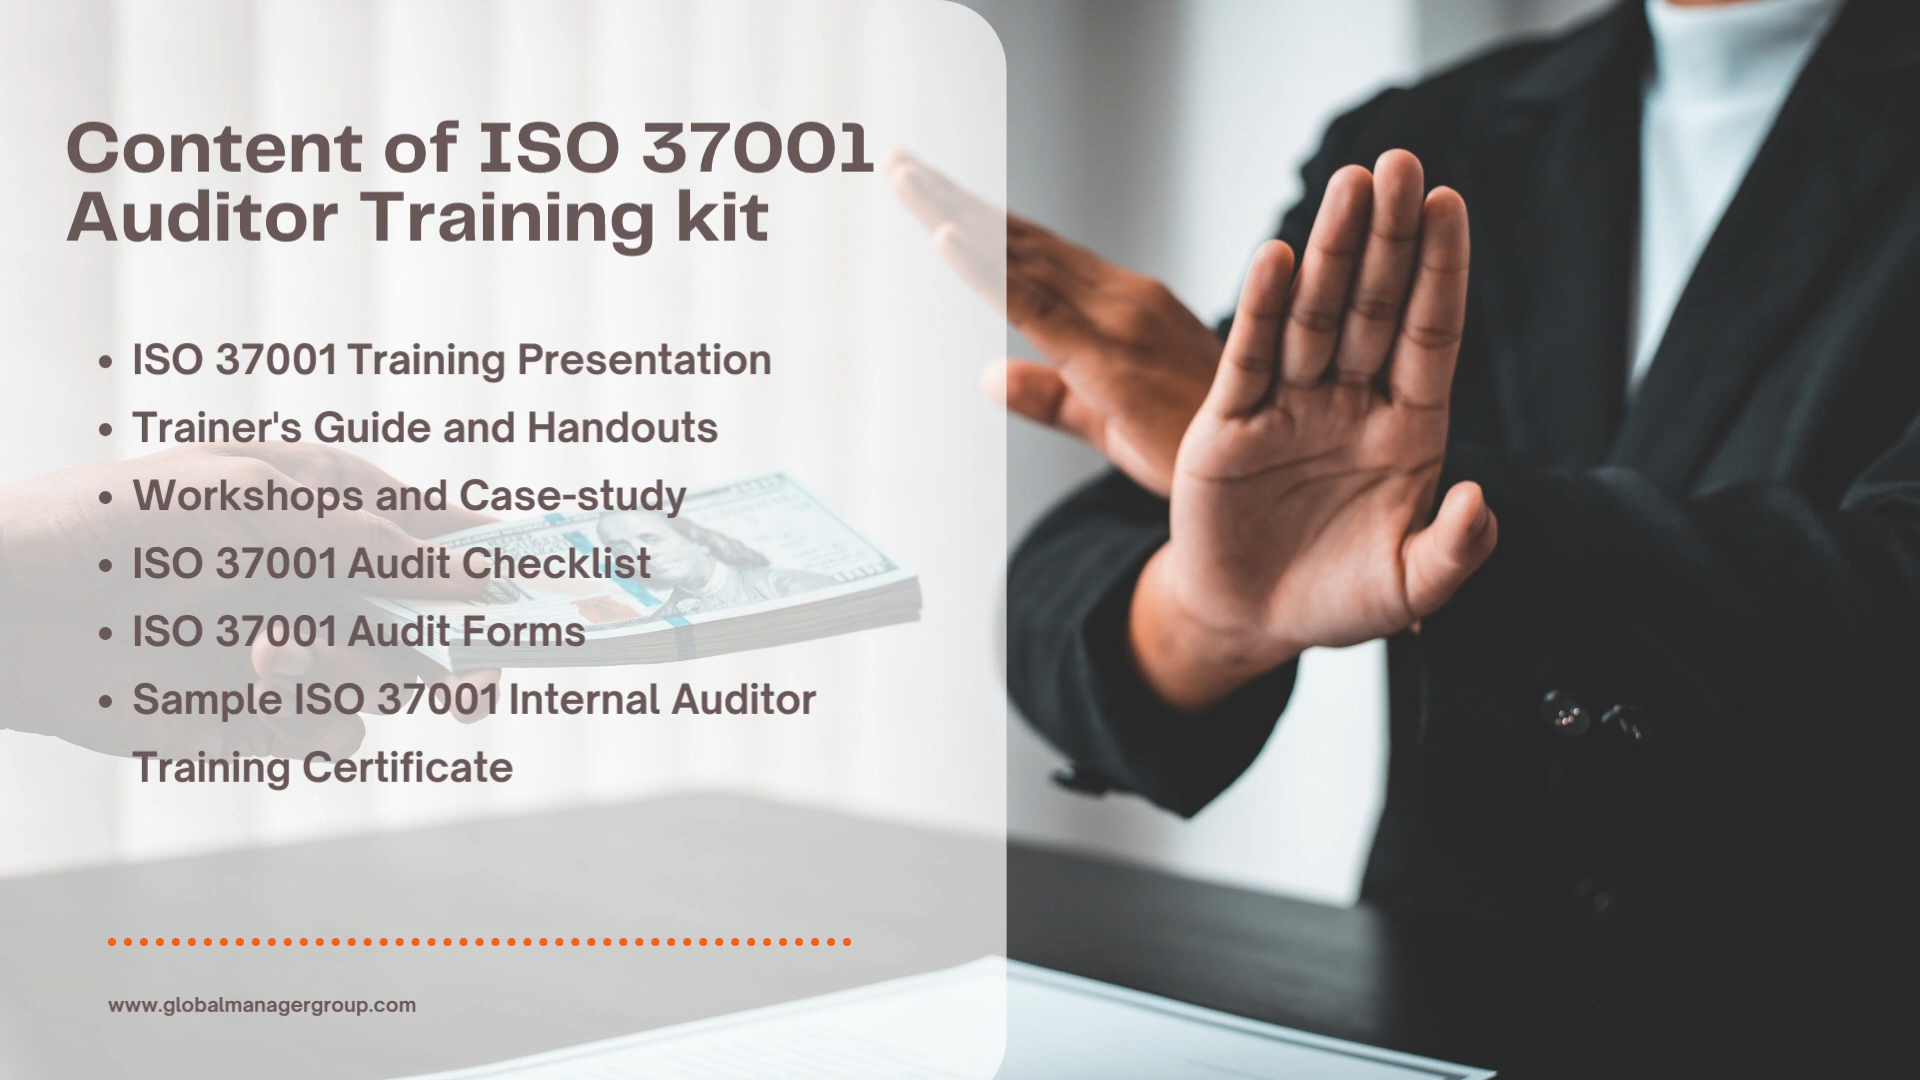 Content of ISO 37001
Auditor Training kit
• ISO 37001 Training Presentation
• Trainer's Guide and Handouts
• Workshops and Case-study
• ISO 37001 Audit Checklist
• ISO 37001 Audit Forms
• Sample ISO 37001 Internal Auditor
Training Certificate
www.globalmanagergroup.com